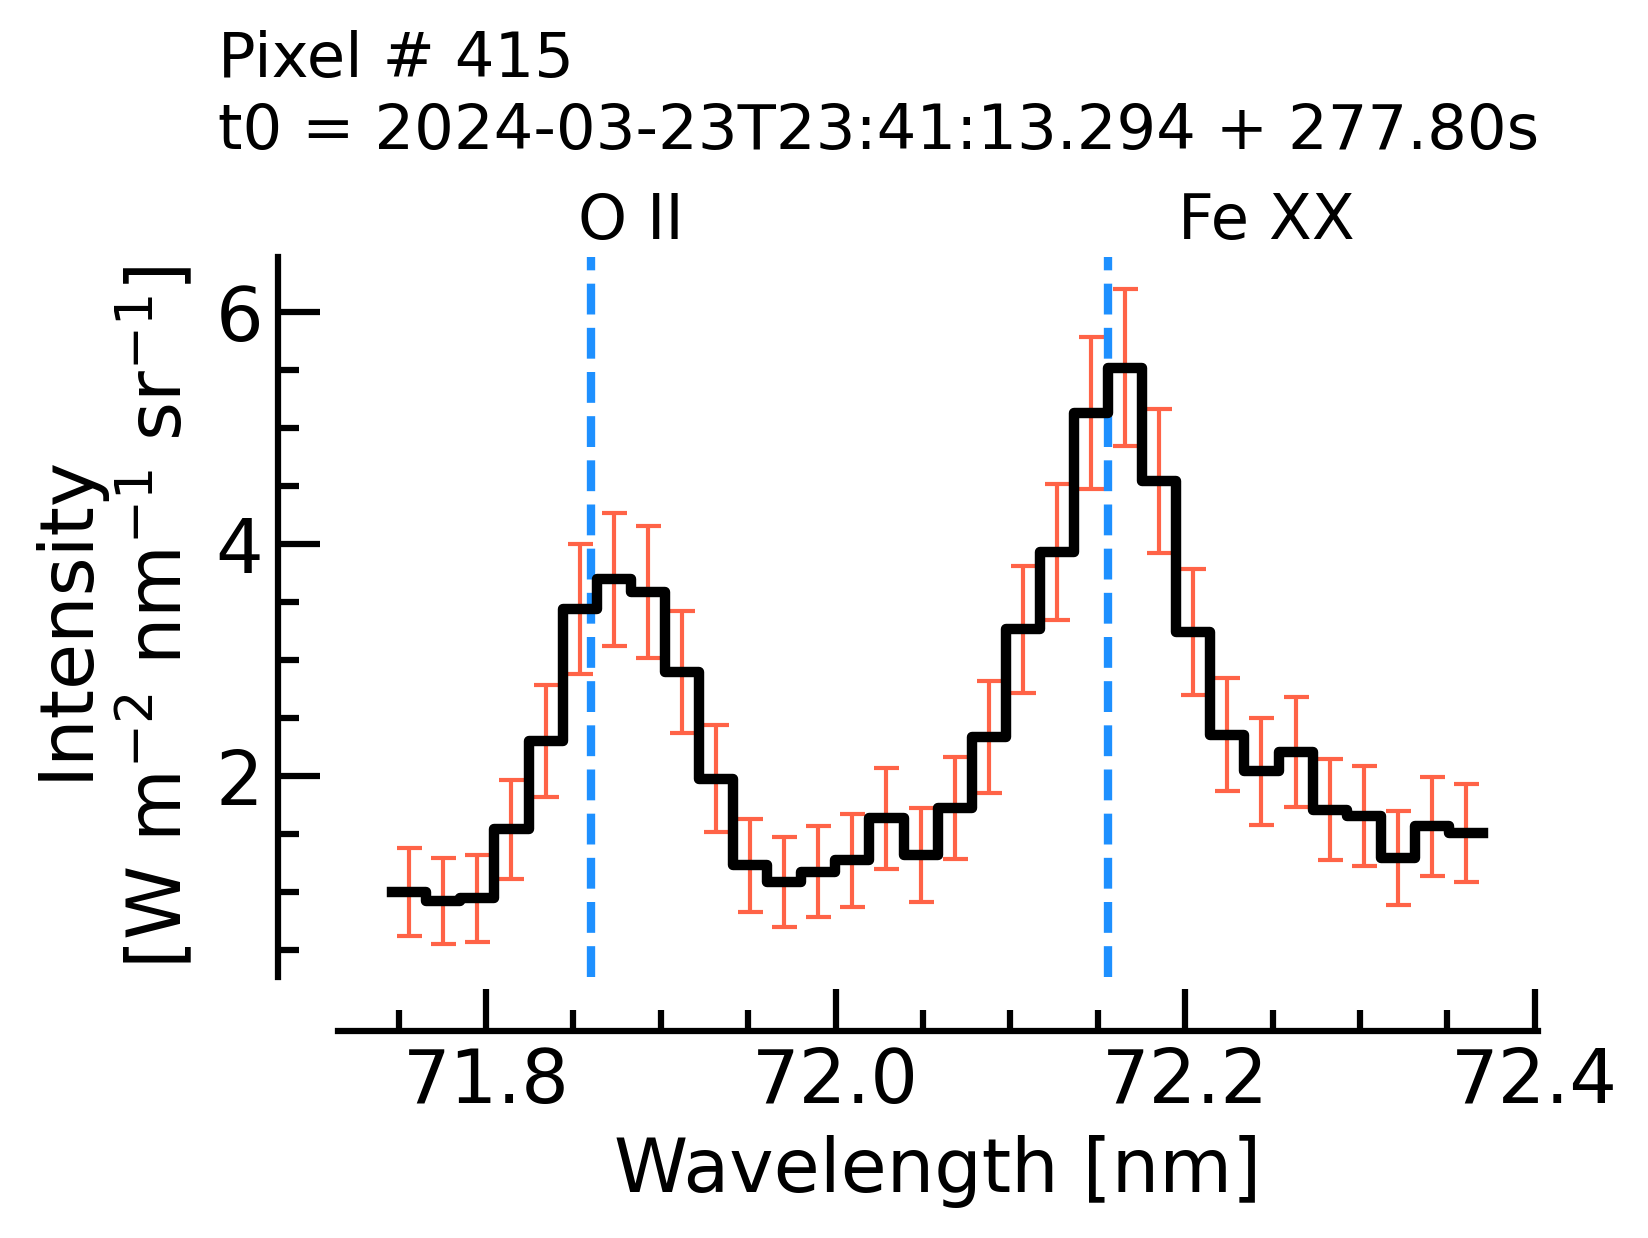 Pixel # 415
t0 = 2024-03-23T23:41:13.294 + 277.80s
O II
Fe XX
Intensity
[W m⁻² nm⁻¹ sr⁻¹]
6
4
2
71.8 72.0 72.2 72.4
Wavelength [nm]